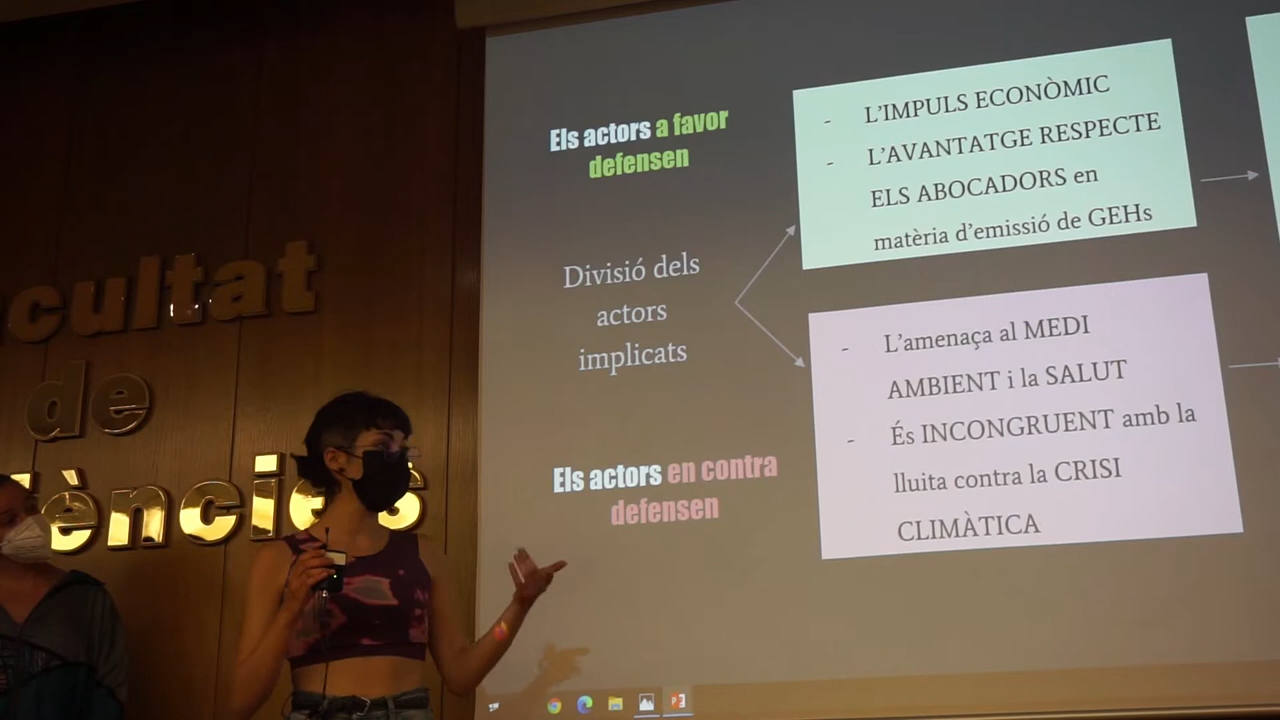 cultat
de
iències
Els actors a favor
defensen
Divisió dels
actors
implicats
Els actors en contra
defensen
- L'IMPULS ECONÒMIC
- L'AVANTATGE RESPECTE
ELS ABOCADORS en
matèria d'emissió de GEHs
- L'amenaça al MEDI
AMBIENT i la SALUT
- És INCONGRUENT amb la
lluita contra la CRISI
CLIMÀTICA